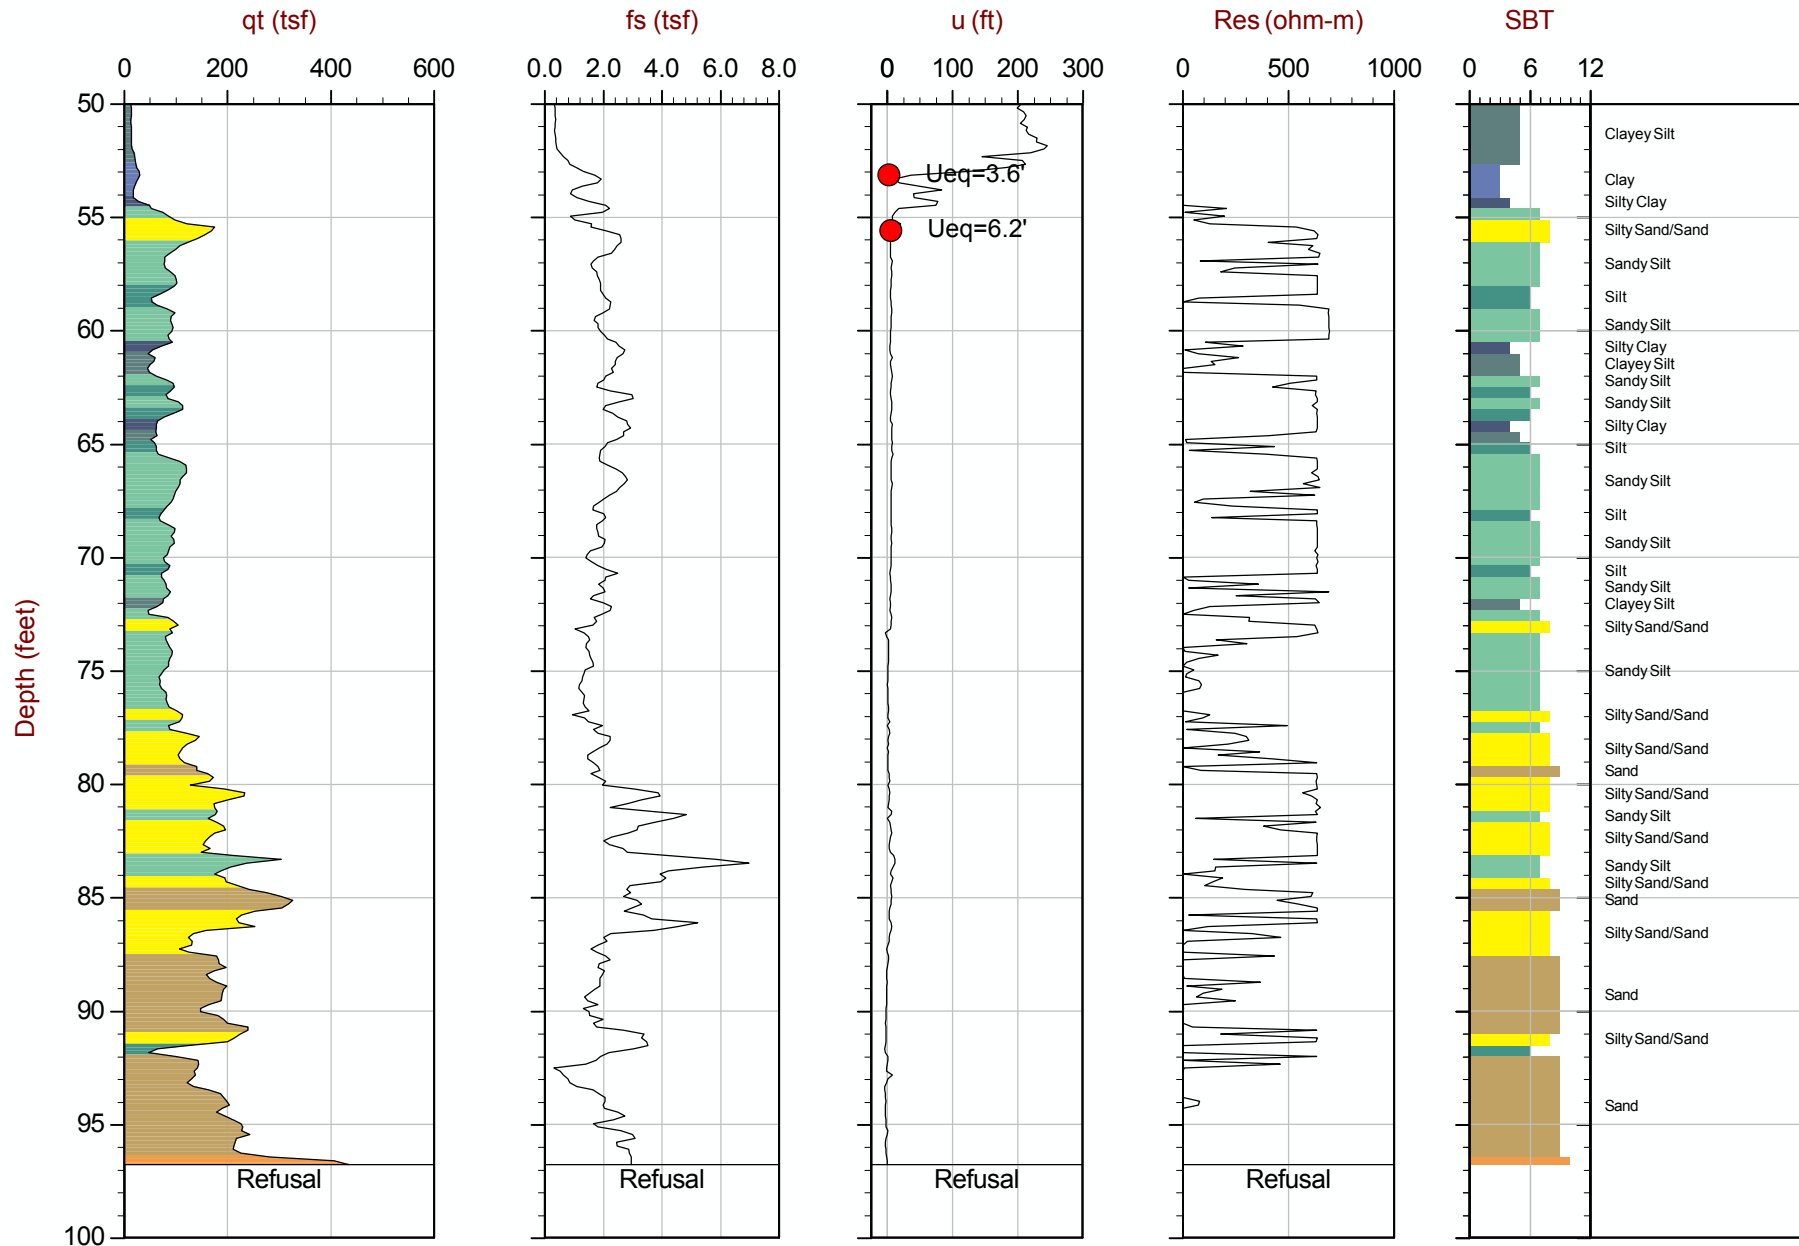 qt (tsf) fs (tsf) u (ft) Res (ohm-m) SBT
0 200 400 600 0.0 2.0 4.0 6.0 8.0 0 100 200 300 0 500 1000 0 6 12
50
Clayey Silt
Ueq=3.6'
Clay
Silty Clay
55
Ueq=6.2'
Silty Sand/Sand
Sandy Silt
Silt
Sandy Silt
60
Silty Clay
Clayey Silt
Sandy Silt
Sandy Silt
Silty Clay
65
Silt
Sandy Silt
Silt
Sandy Silt
70
Silt
Sandy Silt
Clayey Silt
Silty Sand/Sand
Depth (feet)
75
Sandy Silt
Silty Sand/Sand
Silty Sand/Sand
Sand
80
Silty Sand/Sand
Sandy Silt
Silty Sand/Sand
Sandy Silt
Silty Sand/Sand
85
Sand
Silty Sand/Sand
Sand
90
Silty Sand/Sand
Sand
95
Refusal Refusal Refusal Refusal
100